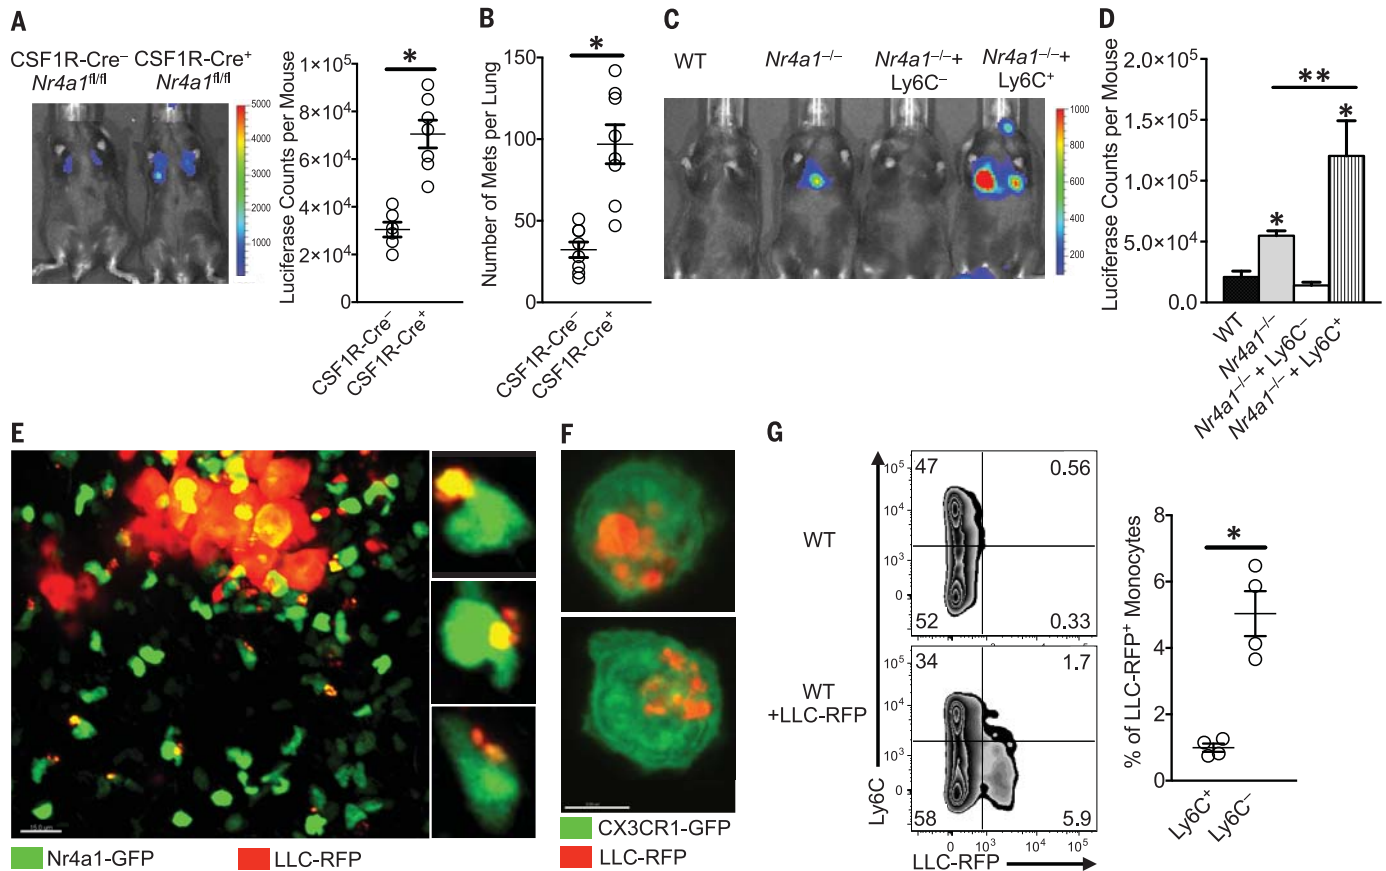 A
CSF1R-Cre⁻ CSF1R-Cre⁺
Nr4a1fl/fl Nr4a1fl/fl
5000
4000
3000
2000
1000
Luciferase Counts per Mouse
1×10⁵
8×10⁴
6×10⁴
4×10⁴
2×10⁴
0
*
CSF1R-Cre⁻
CSF1R-Cre⁺
B
Number of Mets per Lung
150
100
50
0
*
CSF1R-Cre⁻
CSF1R-Cre⁺
C
WT
Nr4a1⁻/⁻
Nr4a1⁻/⁻+
Ly6C⁻
Nr4a1⁻/⁻+
Ly6C⁺
1000
800
600
400
200
D
Luciferase Counts per Mouse
2.0×10⁵
1.5×10⁵
1.0×10⁵
5.0×10⁴
0.0
**
*
*
WT
Nr4a1⁻/⁻
Nr4a1⁻/⁻ + Ly6C⁻
Nr4a1⁻/⁻ + Ly6C⁺
E
Nr4a1-GFP
LLC-RFP
F
CX3CR1-GFP
LLC-RFP
G
WT
47
0.56
52
0.33
10⁵
10⁴
10³
0
WT
+LLC-RFP
34
1.7
58
5.9
10⁵
10⁴
10³
0
Ly6C
0 10³ 10⁴ 10⁵
LLC-RFP
% of LLC-RFP⁺ Monocytes
8
6
4
2
0
*
Ly6C⁺
Ly6C⁻